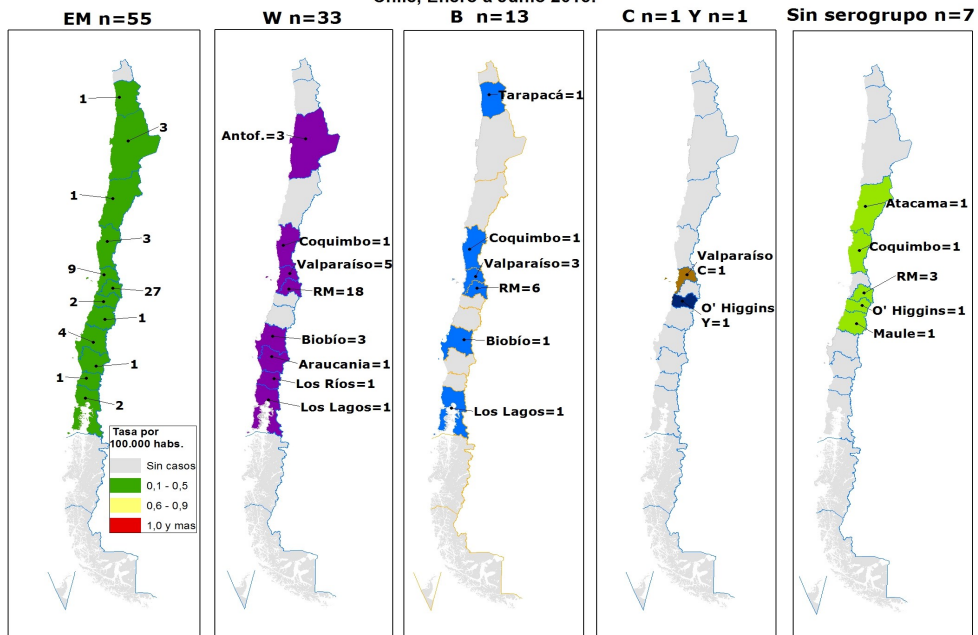 Chile, Enero a Junio 2015.
EM n=55
W n=33
B n=13
C n=1 Y n=1
Sin serogrupo n=7
1
3
1
3
9
27
2
1
4
1
1
2
Tasa por
100.000 habs.
Sin casos
0,1 - 0,5
0,6 - 0,9
1,0 y mas
Antof.=3
Coquimbo=1
Valparaíso=5
RM=18
Biobío=3
Araucania=1
Los Ríos=1
Los Lagos=1
Tarapacá=1
Coquimbo=1
Valparaíso=3
RM=6
Biobío=1
Los Lagos=1
Valparaíso
C=1
O' Higgins
Y=1
Atacama=1
Coquimbo=1
RM=3
O' Higgins=1
Maule=1